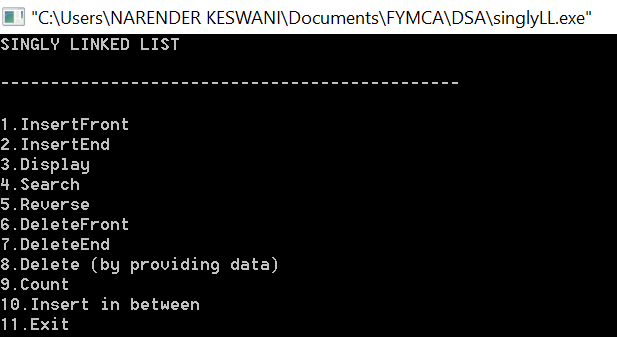 "C:\Users\NARENDER KESWANI\Documents\FYMCA\DSA\singlyLL.exe"
SINGLY LINKED LIST
----------------------------------------------
1.InsertFront
2.InsertEnd
3.Display
4.Search
5.Reverse
6.DeleteFront
7.DeleteEnd
8.Delete (by providing data)
9.Count
10.Insert in between
11.Exit